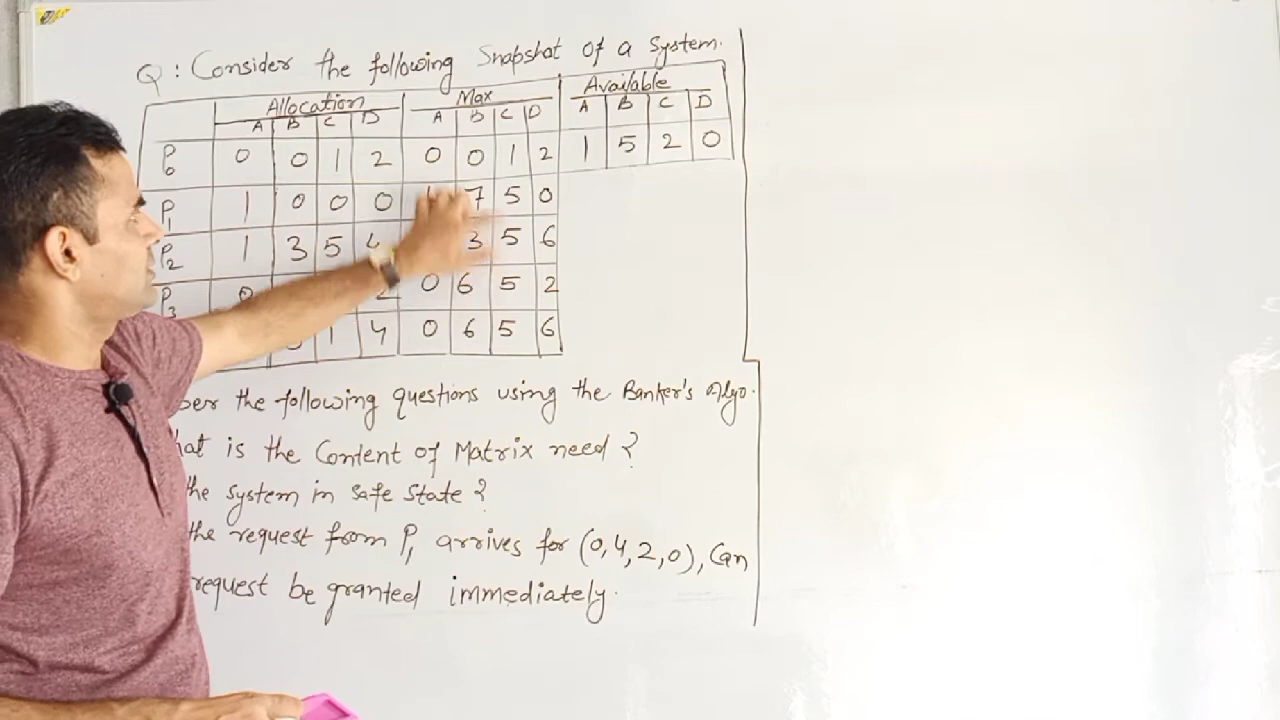 Q : Consider the following Snapshot of a System.
Allocation Max Available
A B C D A B C D A B C D
P0 0 0 1 2 0 0 1 2 1 5 2 0
P1 1 0 0 0 7 5 0
P2 1 3 5 4 3 5 6
P3 0 2 0 6 5 2
1 4 0 6 5 6
the following questions using the Banker's Algo.
is the Content of Matrix need ?
the system in safe state ?
the request from P1 arrives for (0,4,2,0), Can
request be granted immediately.